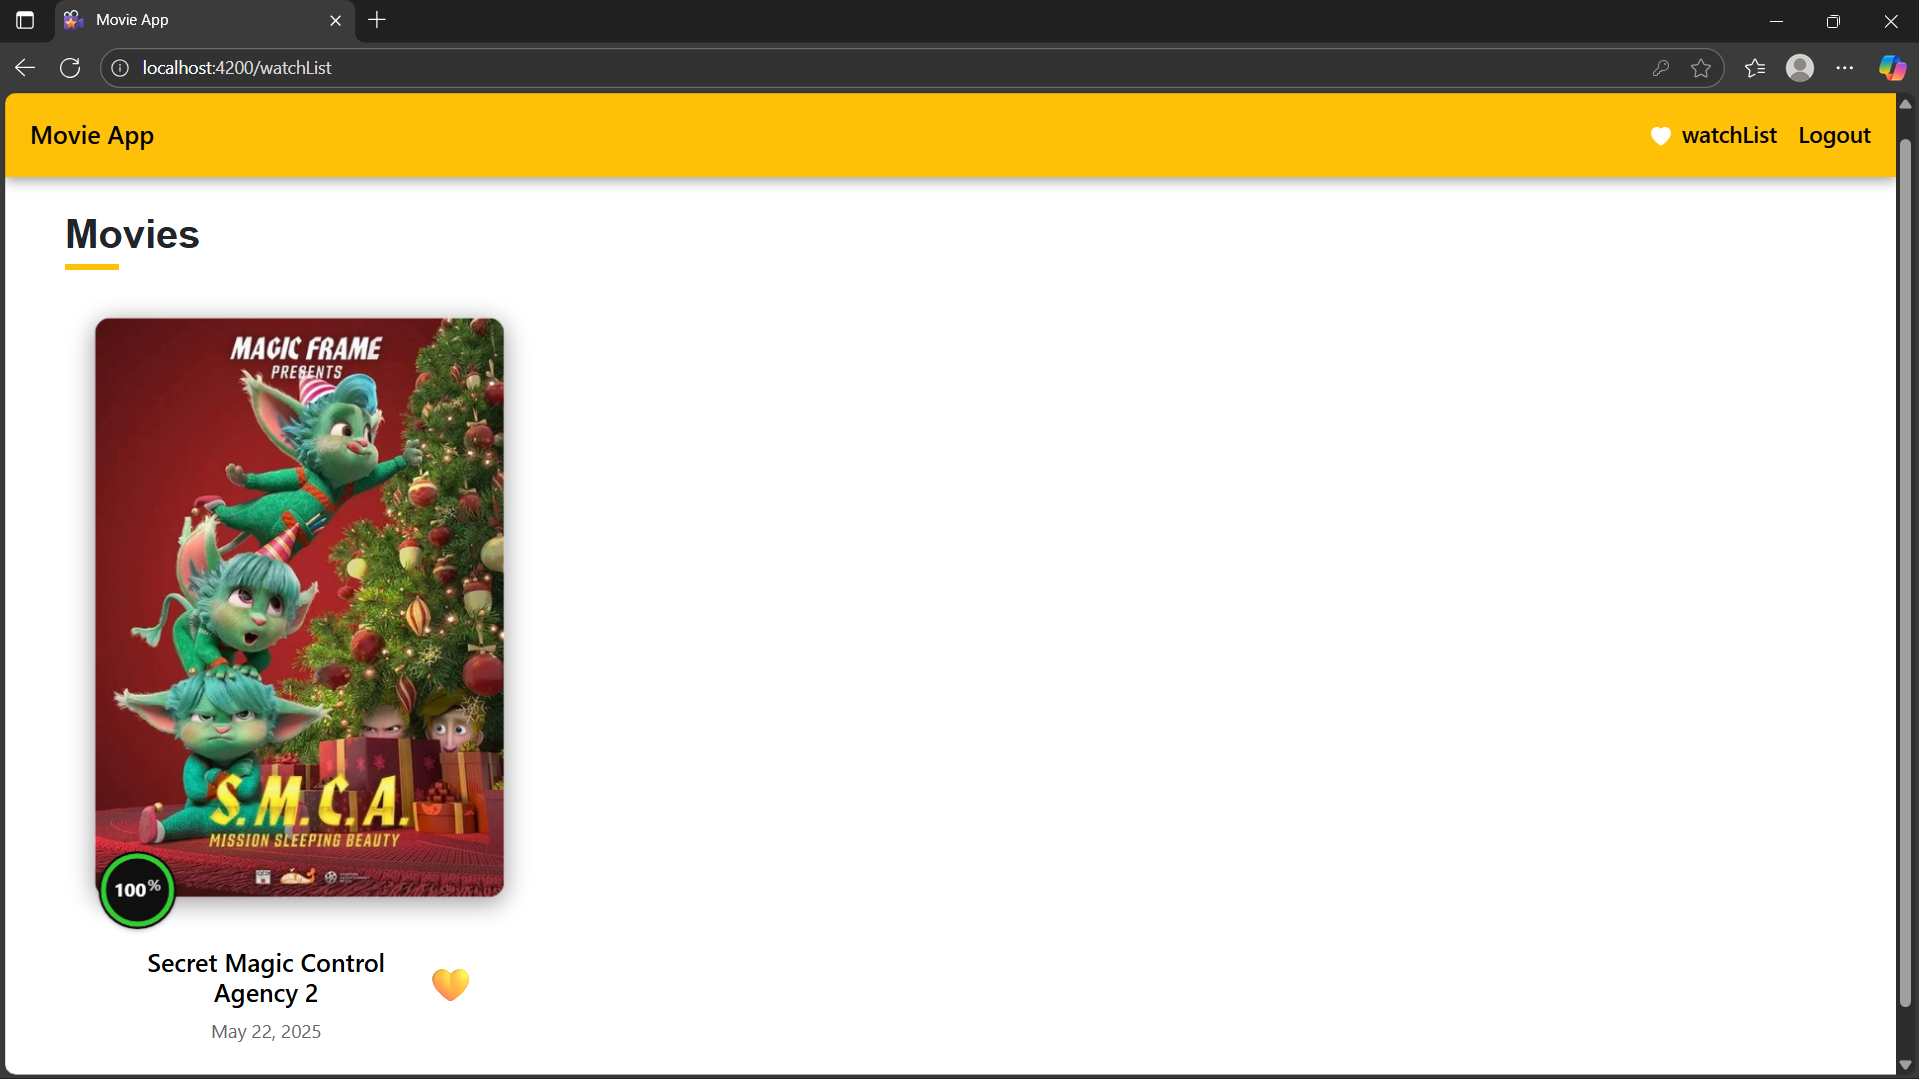 Movie App
localhost:4200/watchList
Movie App
watchList
Logout
Movies
MAGIC FRAME
PRESENTS
S.M.C.A.
MISSION SLEEPING BEAUTY
100%
Secret Magic Control
Agency 2
May 22, 2025